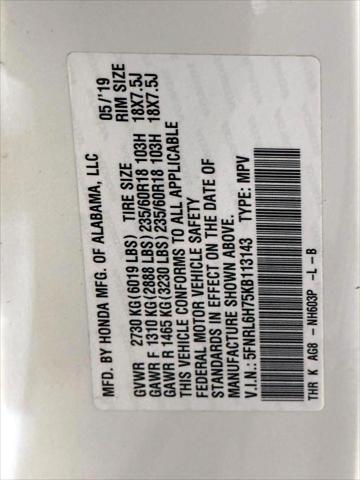 MFD. BY HONDA MFG. OF ALABAMA, LLC 05/'19
TIRE SIZE RIM SIZE
GVWR 2730 KG(6019 LBS)
GAWR F 1310 KG(2888 LBS) 235/60R18 103H 18X7.5J
GAWR R 1465 KG(3230 LBS) 235/60R18 103H 18X7.5J
THIS VEHICLE CONFORMS TO ALL APPLICABLE
FEDERAL MOTOR VEHICLE SAFETY
STANDARDS IN EFFECT ON THE DATE OF
MANUFACTURE SHOWN ABOVE.
V.I.N.: 5FNRL6H75KB113143 TYPE: MPV
THR K AG8 -NH603P -L -B